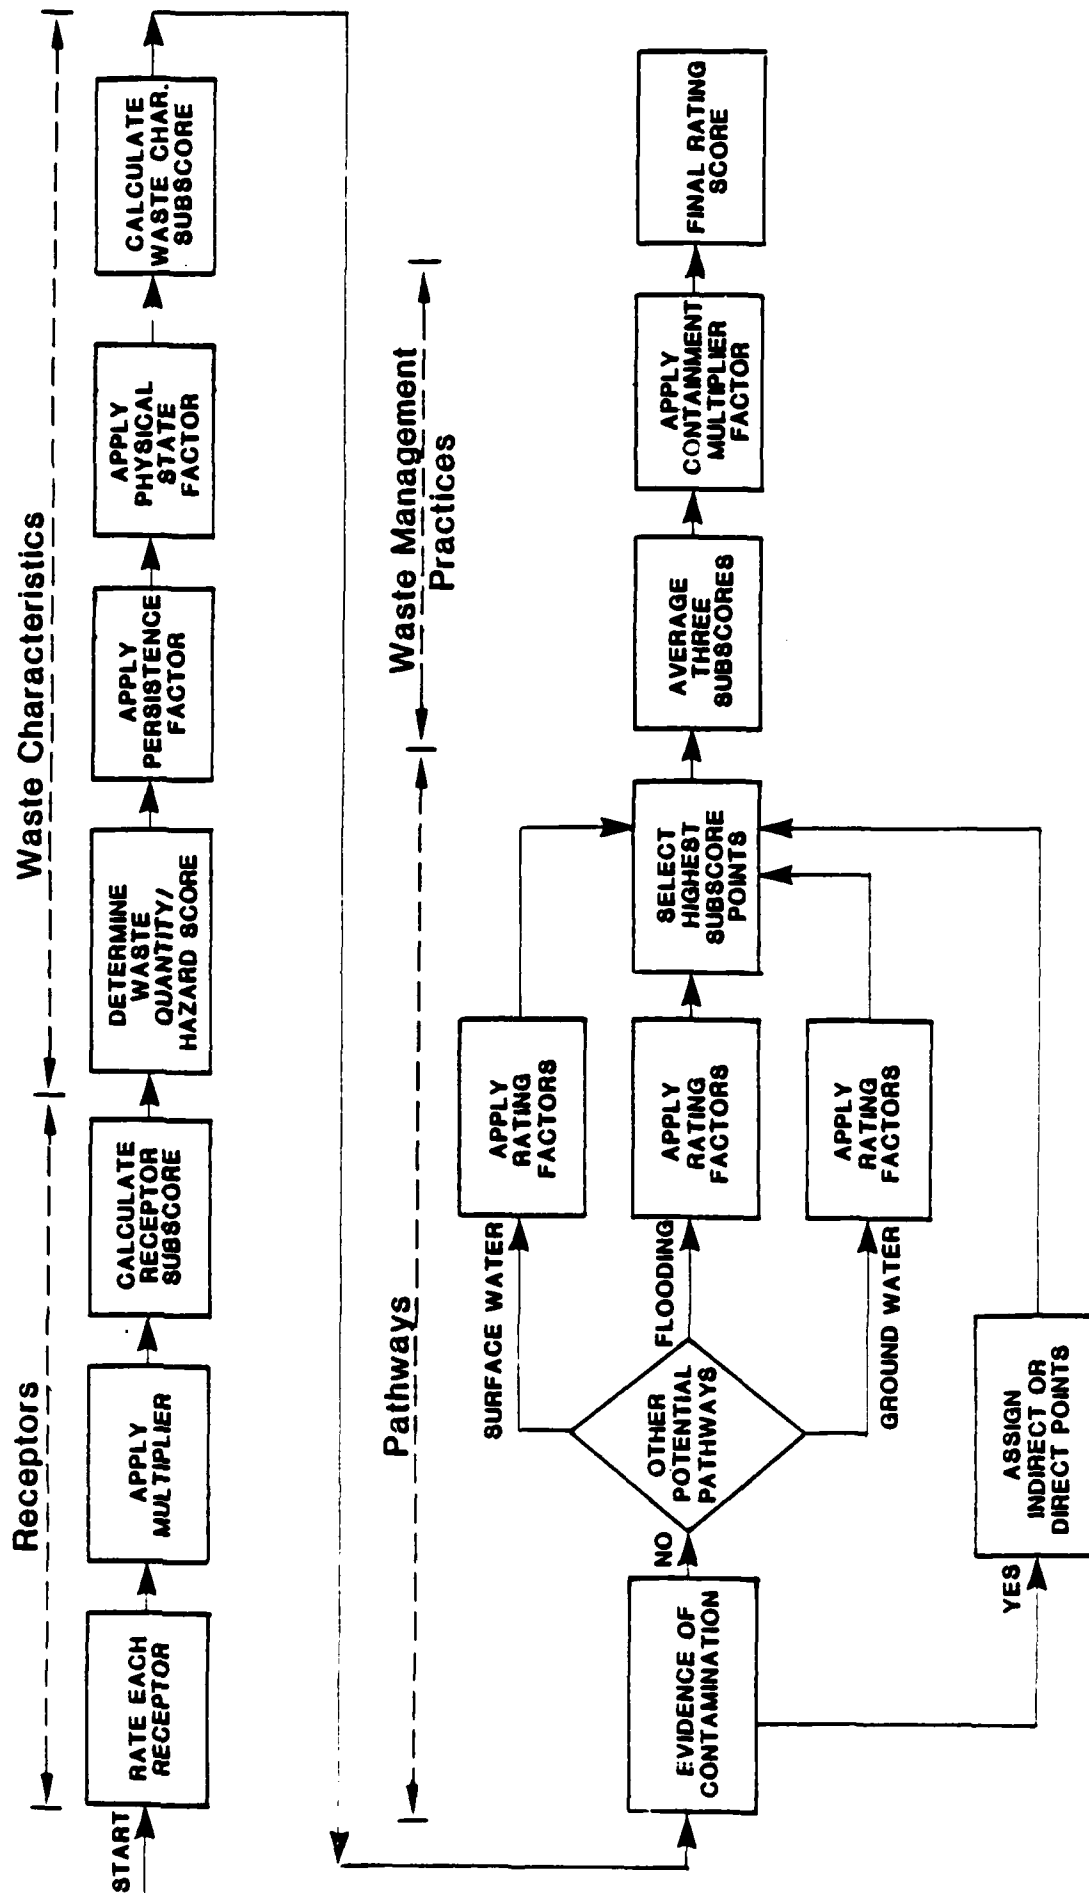 Receptors
Waste Characteristics
START
RATE EACH
RECEPTOR
APPLY
MULTIPLIER
CALCULATE
RECEPTOR
SUBSCORE
DETERMINE
WASTE
QUANTITY/
HAZARD SCORE
APPLY
PERSISTENCE
FACTOR
APPLY
PHYSICAL
STATE
FACTOR
CALCULATE
WASTE CHAR.
SUBSCORE
Pathways
Waste Management
Practices
EVIDENCE OF
CONTAMINATION
NO
YES
OTHER
POTENTIAL
PATHWAYS
SURFACE WATER
FLOODING
GROUND WATER
ASSIGN
INDIRECT OR
DIRECT POINTS
APPLY
RATING
FACTORS
APPLY
RATING
FACTORS
APPLY
RATING
FACTORS
SELECT
HIGHEST
SUBSCORE
POINTS
AVERAGE
THREE
SUBSCORES
APPLY
CONTAINMENT
MULTIPLIER
FACTOR
FINAL RATING
SCORE